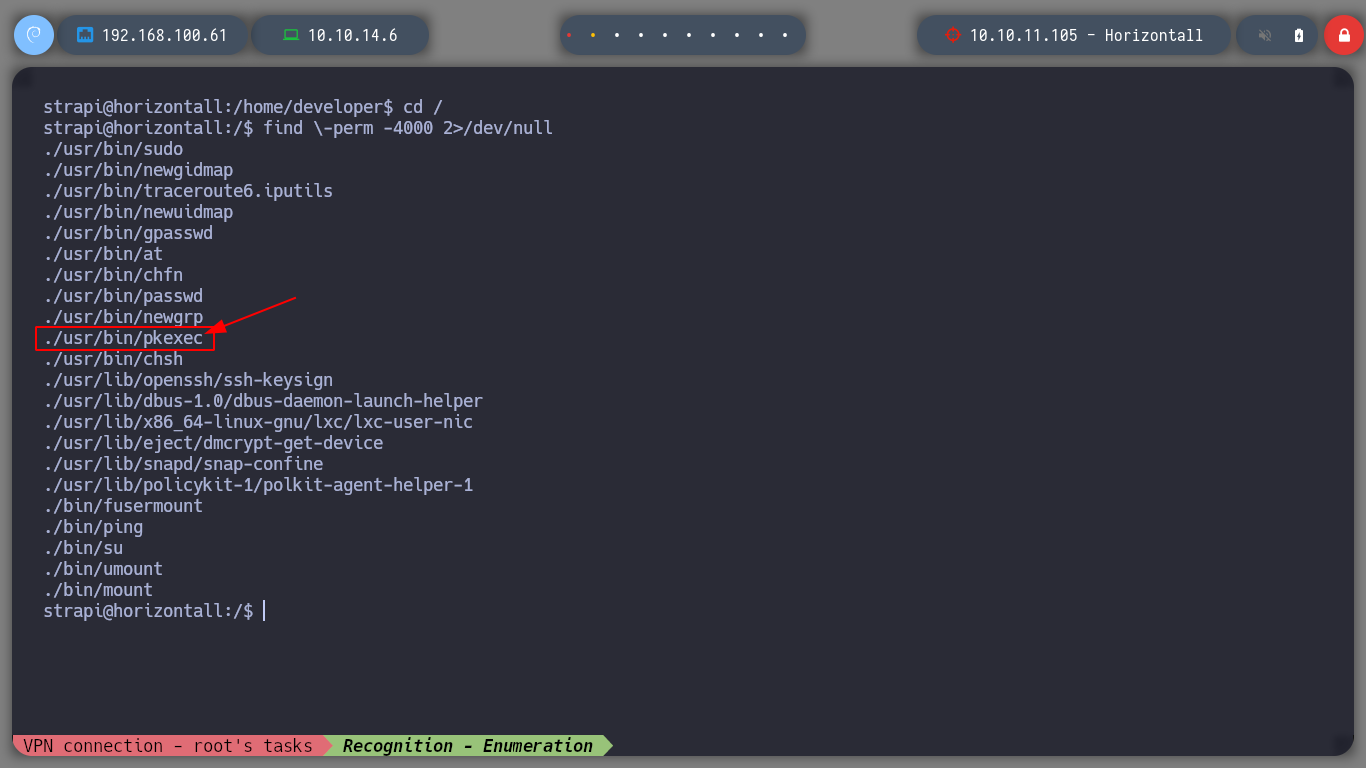 192.168.100.61 10.10.14.6 10.10.11.105 - Horizontall
strapi@horizontall:/home/developer$ cd /
strapi@horizontall:/$ find \-perm -4000 2>/dev/null
./usr/bin/sudo
./usr/bin/newgidmap
./usr/bin/traceroute6.iputils
./usr/bin/newuidmap
./usr/bin/gpasswd
./usr/bin/at
./usr/bin/chfn
./usr/bin/passwd
./usr/bin/newgrp
./usr/bin/pkexec
./usr/bin/chsh
./usr/lib/openssh/ssh-keysign
./usr/lib/dbus-1.0/dbus-daemon-launch-helper
./usr/lib/x86_64-linux-gnu/lxc/lxc-user-nic
./usr/lib/eject/dmcrypt-get-device
./usr/lib/snapd/snap-confine
./usr/lib/policykit-1/polkit-agent-helper-1
./bin/fusermount
./bin/ping
./bin/su
./bin/umount
./bin/mount
strapi@horizontall:/$
VPN connection - root's tasks Recognition - Enumeration